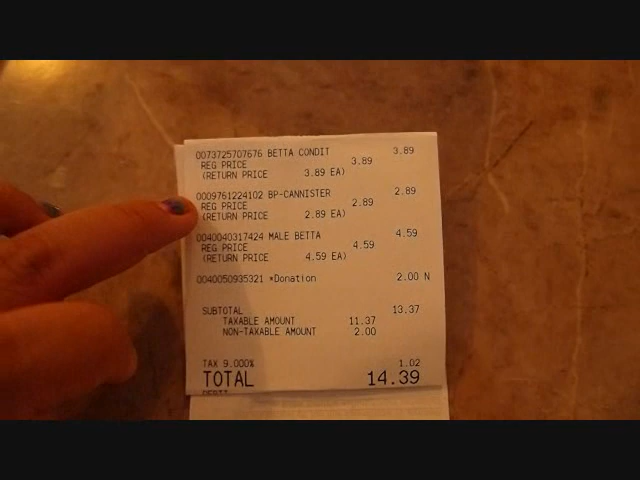 0073725707676 BETTA CONDIT 3.89
REG PRICE 3.89
(RETURN PRICE 3.89 EA)
0009761224102 BP-CANNISTER 2.89
REG PRICE 2.89
(RETURN PRICE 2.89 EA)
0040040317424 MALE BETTA 4.59
REG PRICE 4.59
(RETURN PRICE 4.59 EA)
0040050935321 *Donation 2.00 N
SUBTOTAL 13.37
TAXABLE AMOUNT 11.37
NON-TAXABLE AMOUNT 2.00
TAX 9.000% 1.02
TOTAL 14.39